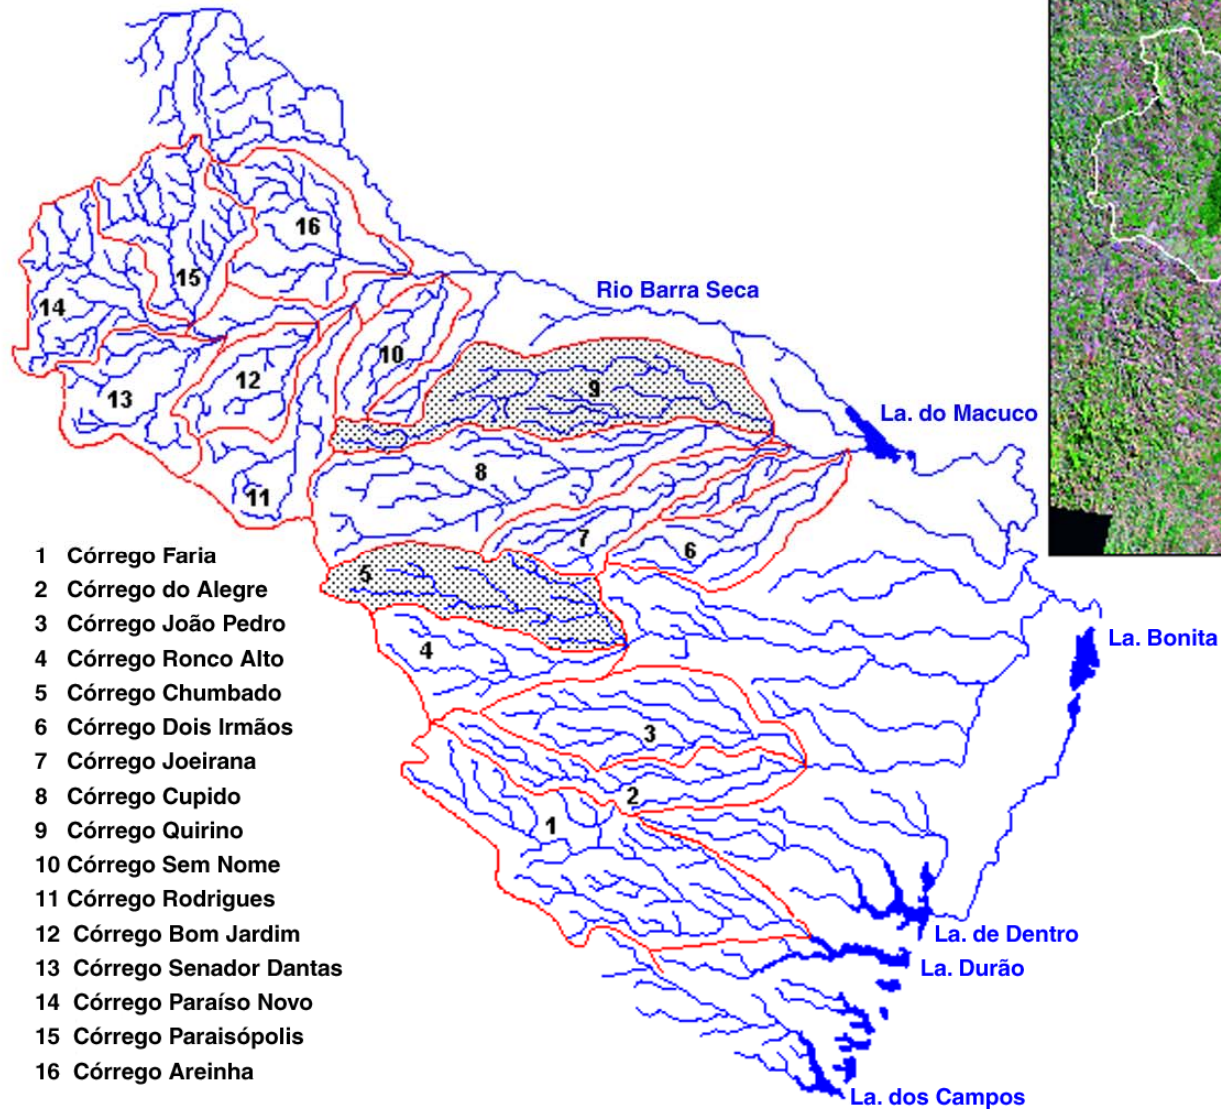 16
15
14
Rio Barra Seca
10
12
9
13
La. do Macuco
8
11
7
6
5
4
La. Bonita
3
2
1
1 Córrego Faria
2 Córrego do Alegre
3 Córrego João Pedro
4 Córrego Ronco Alto
5 Córrego Chumbado
6 Córrego Dois Irmãos
7 Córrego Joeirana
8 Córrego Cupido
9 Córrego Quirino
10 Córrego Sem Nome
11 Córrego Rodrigues
12 Córrego Bom Jardim
13 Córrego Senador Dantas
14 Córrego Paraíso Novo
15 Córrego Paraisópolis
16 Córrego Areinha
La. de Dentro
La. Durão
La. dos Campos